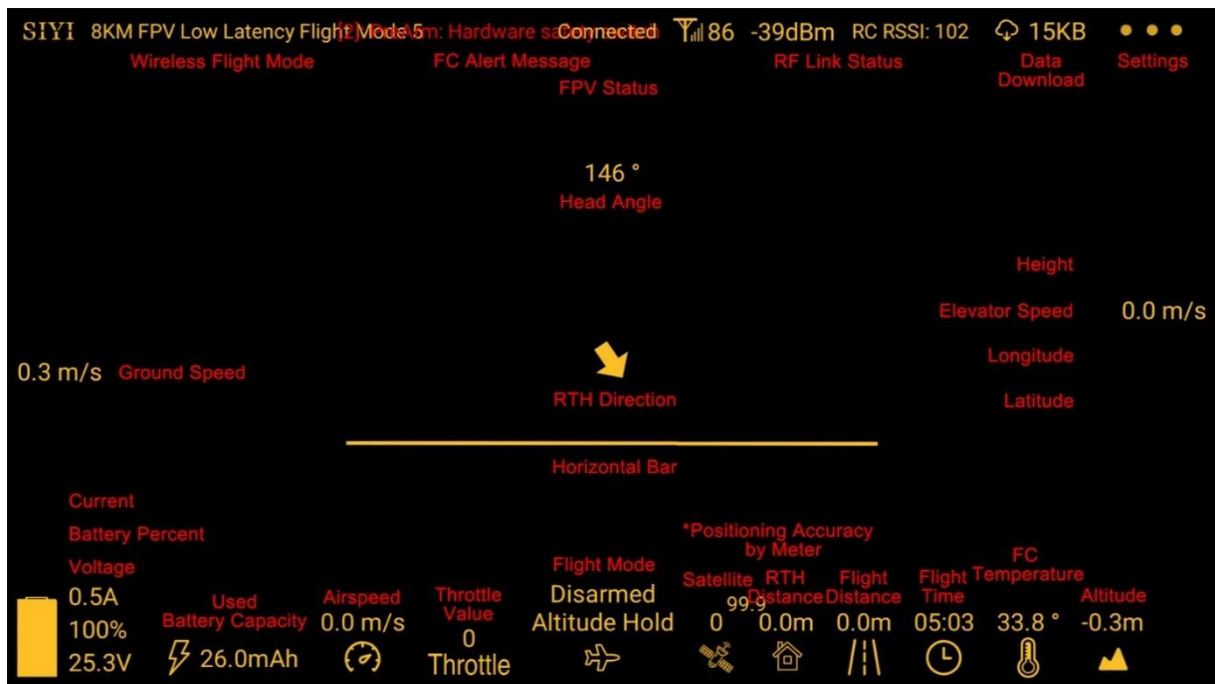 SIYI 8KM FPV Low Latency Flight Mode 5 [2] PreArm: Hardware safety switch Connected 86 -39dBm RC RSSI: 102 15KB
Wireless Flight Mode FC Alert Message RF Link Status Data Settings
Download
FPV Status
146 °
Head Angle
Height
Elevator Speed 0.0 m/s
Longitude
0.3 m/s Ground Speed
RTH Direction Latitude
Horizontal Bar
Current
Battery Percent
Voltage
*Positioning Accuracy
by Meter
0.5A
100%
25.3V
Used
Battery Capacity
26.0mAh
Airspeed
0.0 m/s
Throttle
Value
0
Throttle
Flight Mode
Disarmed
Altitude Hold
Satellite
0
99.9
RTH
Distance
0.0m
Flight
Distance
0.0m
Flight
Time
05:03
FC
Temperature
33.8 °
Altitude
-0.3m